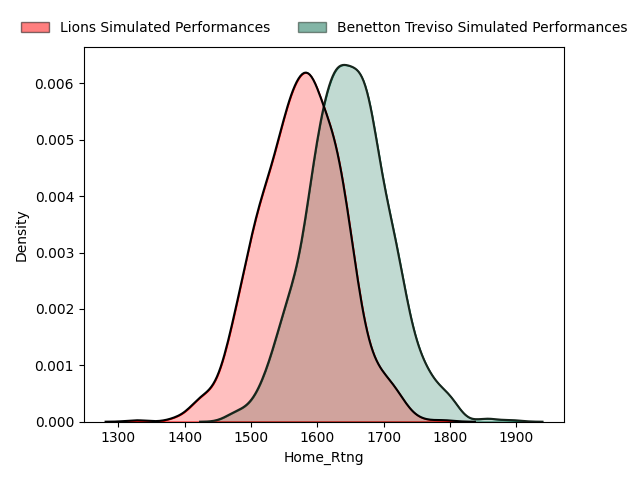 Lions Simulated Performances Benetton Treviso Simulated Performances
0.006
0.005
0.004
0.003
0.002
0.001
0.000
Density
1300 1400 1500 1600 1700 1800 1900
Home_Rtng